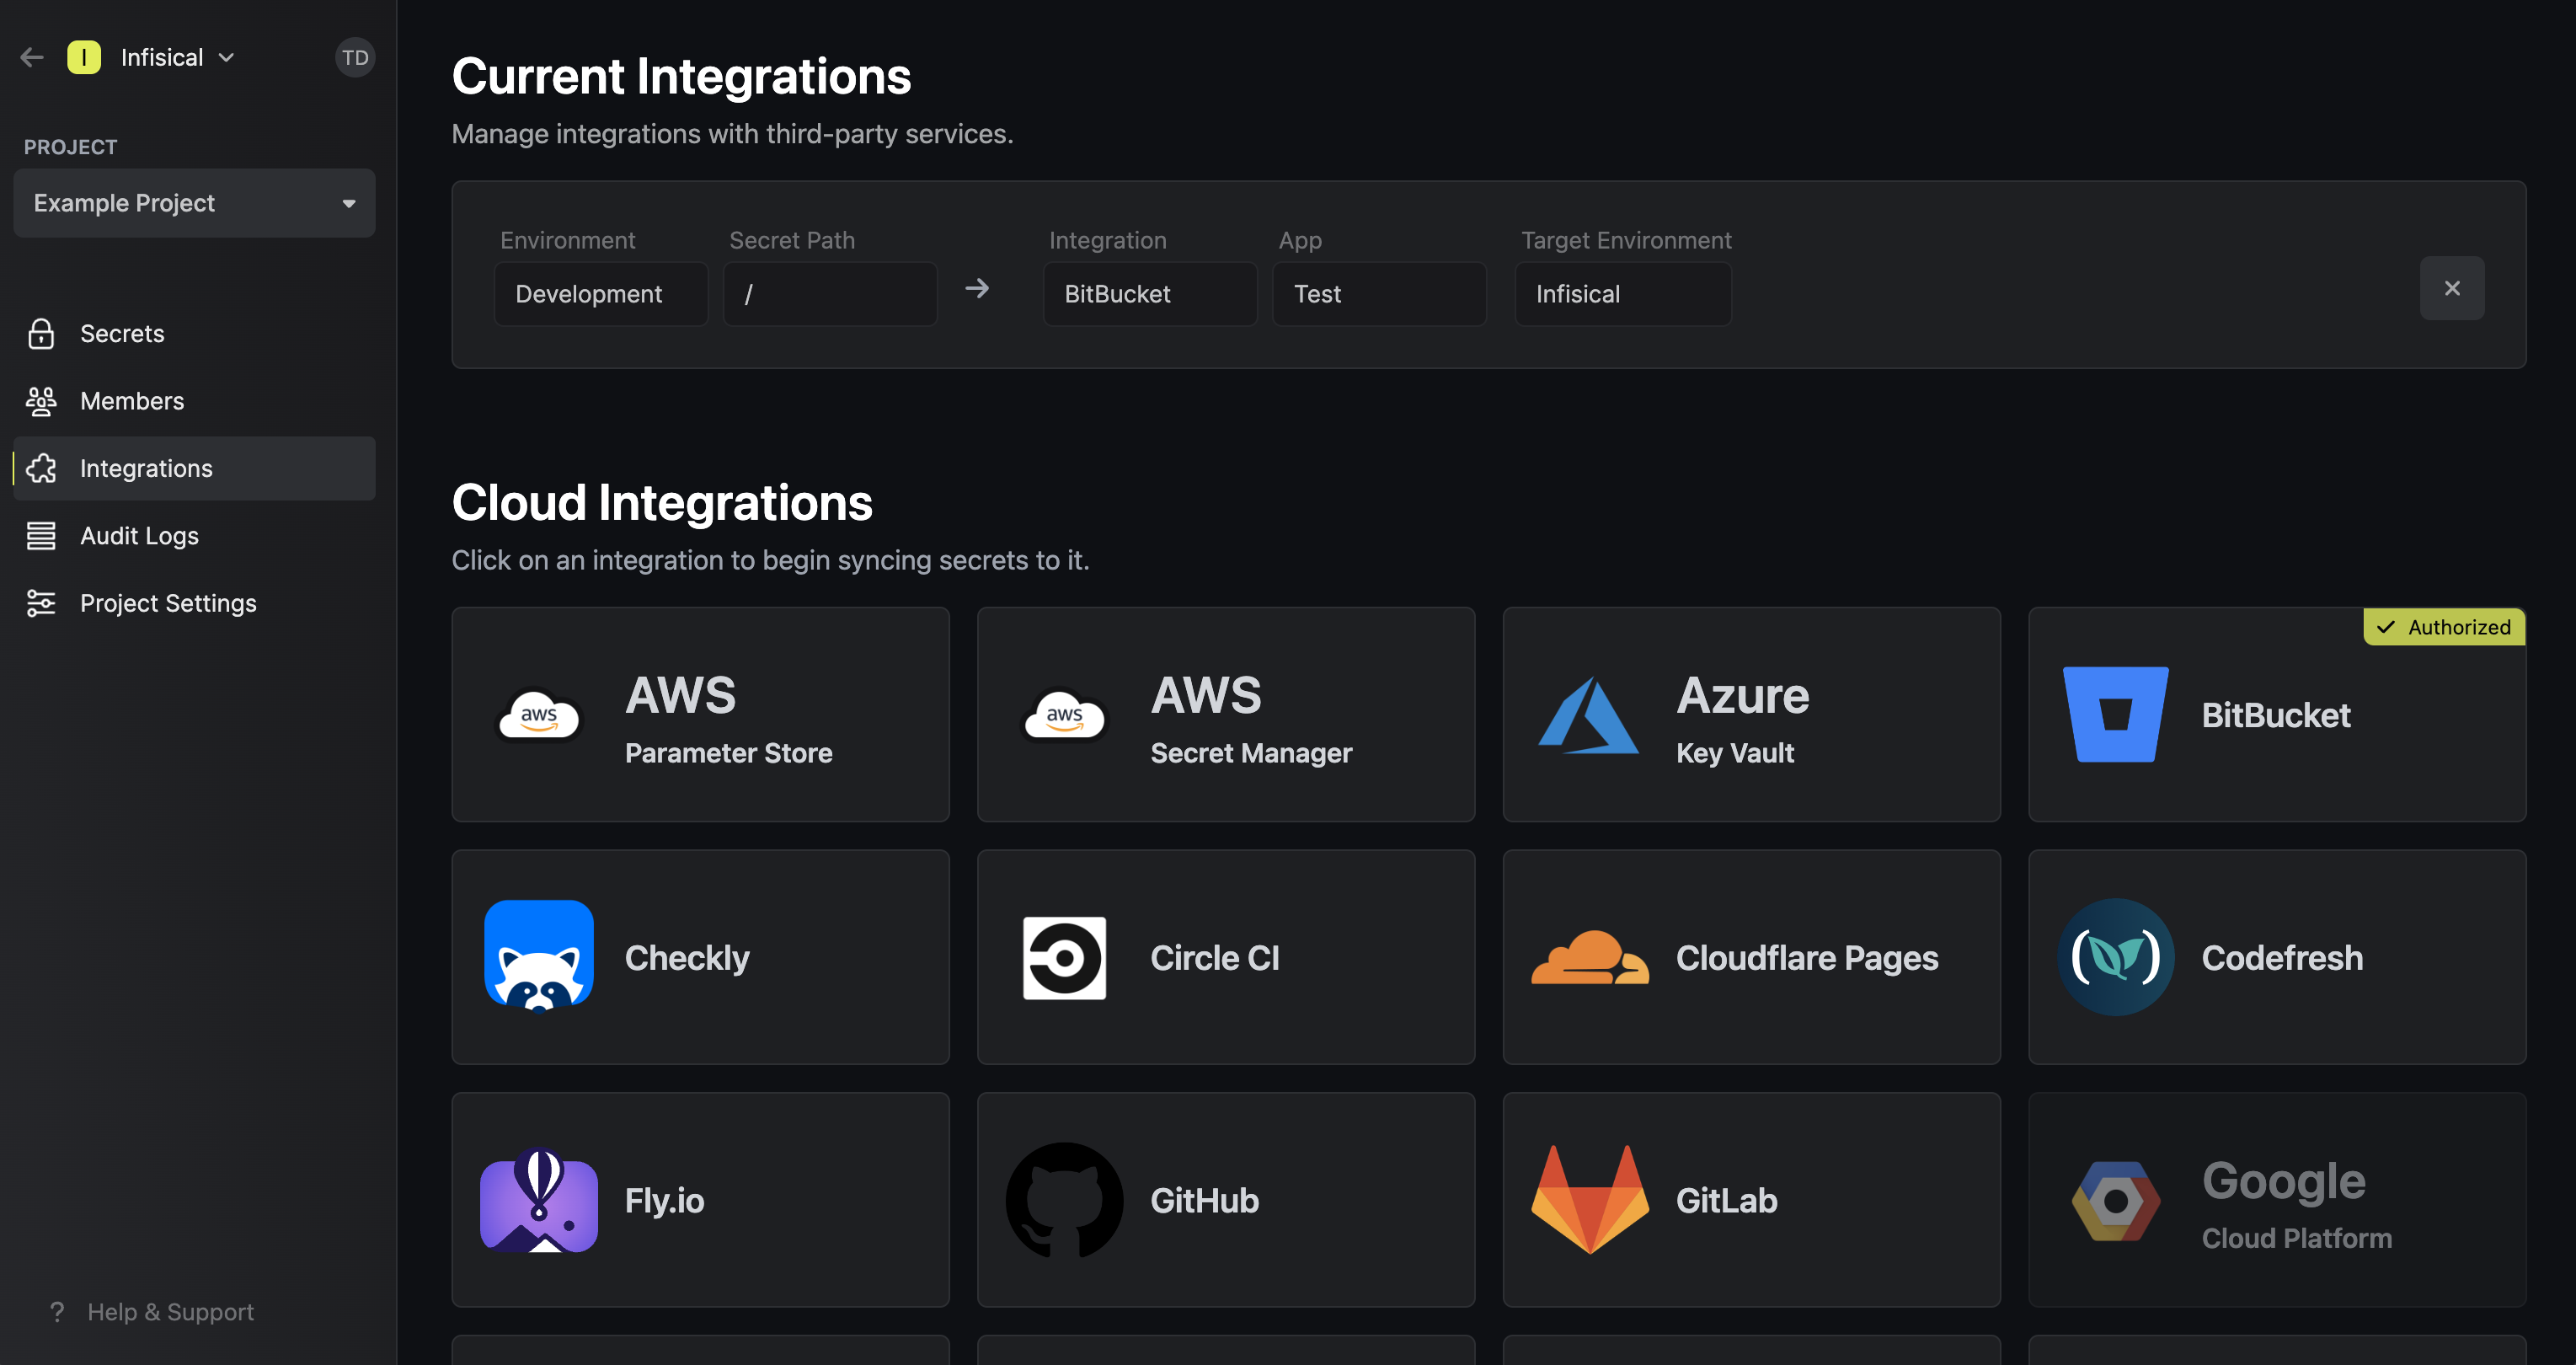 I
Infisical
TD
PROJECT
Example Project
Secrets
Members
Integrations
Audit Logs
Project Settings
? Help & Support
Current Integrations
Manage integrations with third-party services.
Environment
Secret Path
Integration
App
Target Environment
Development
/
BitBucket
Test
Infisical
Cloud Integrations
Click on an integration to begin syncing secrets to it.
aws
AWS
Parameter Store
aws
AWS
Secret Manager
Azure
Key Vault
Authorized
BitBucket
Checkly
Circle CI
Cloudflare Pages
Codefresh
Fly.io
GitHub
GitLab
Google
Cloud Platform